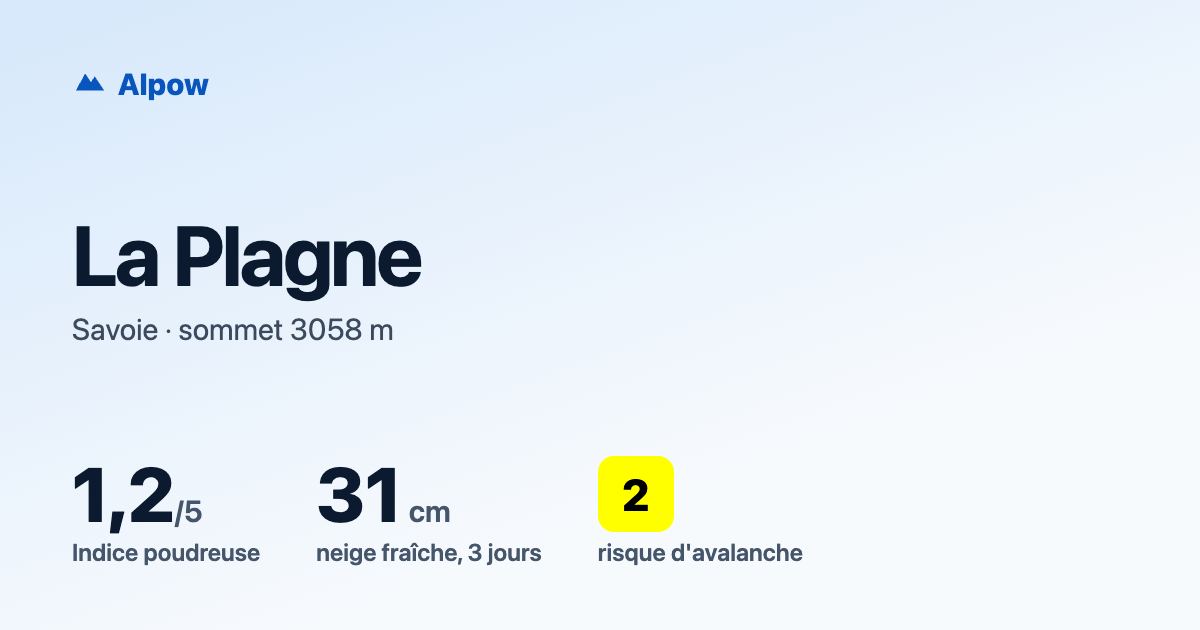 Alpow
La Plagne
Savoie · sommet 3058 m
1,2/5
Indice poudreuse
31 cm
neige fraîche, 3 jours
2
risque d'avalanche